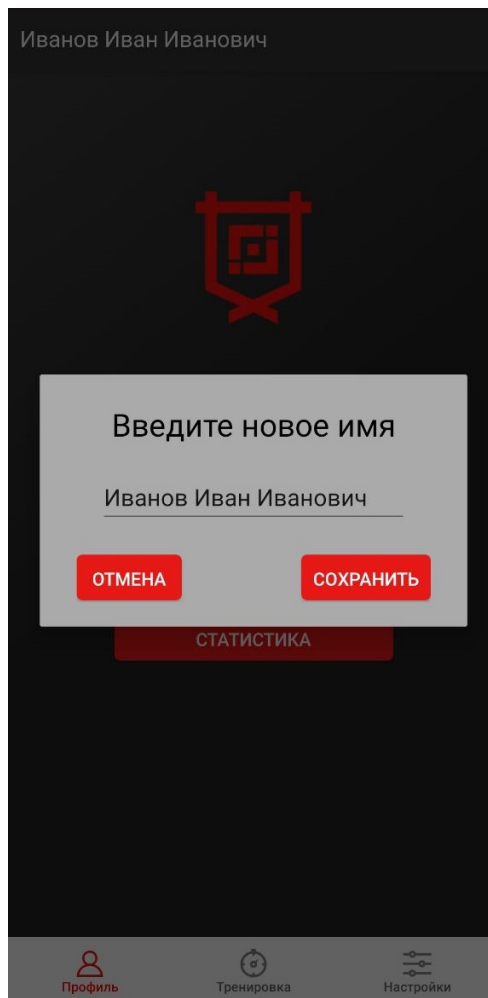 Иванов Иван Иванович
Введите новое имя
Иванов Иван Иванович
ОТМЕНА СОХРАНИТЬ
СТАТИСТИКА
Профиль Тренировка Настройки